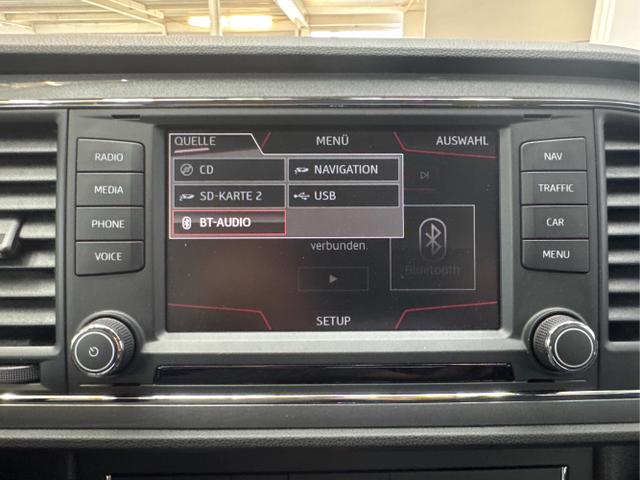 QUELLE MENÜ AUSWAHL
CD NAVIGATION
SD-KARTE 2 USB
BT-AUDIO
verbunden.
Bluetooth
SETUP
RADIO
MEDIA
PHONE
VOICE
NAV
TRAFFIC
CAR
MENU